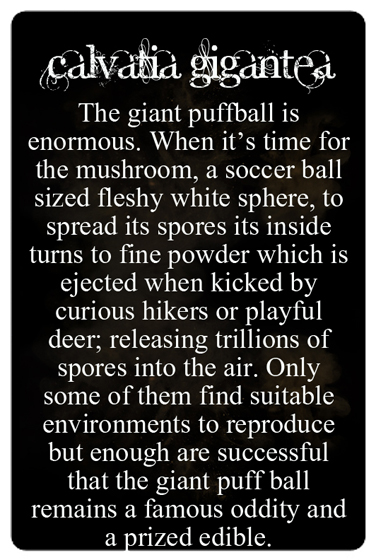 calvatia gigantea
The giant puffball is
enormous. When it’s time for
the mushroom, a soccer ball
sized fleshy white sphere, to
spread its spores its inside
turns to fine powder which is
ejected when kicked by
curious hikers or playful
deer; releasing trillions of
spores into the air. Only
some of them find suitable
environments to reproduce
but enough are successful
that the giant puff ball
remains a famous oddity and
a prized edible.